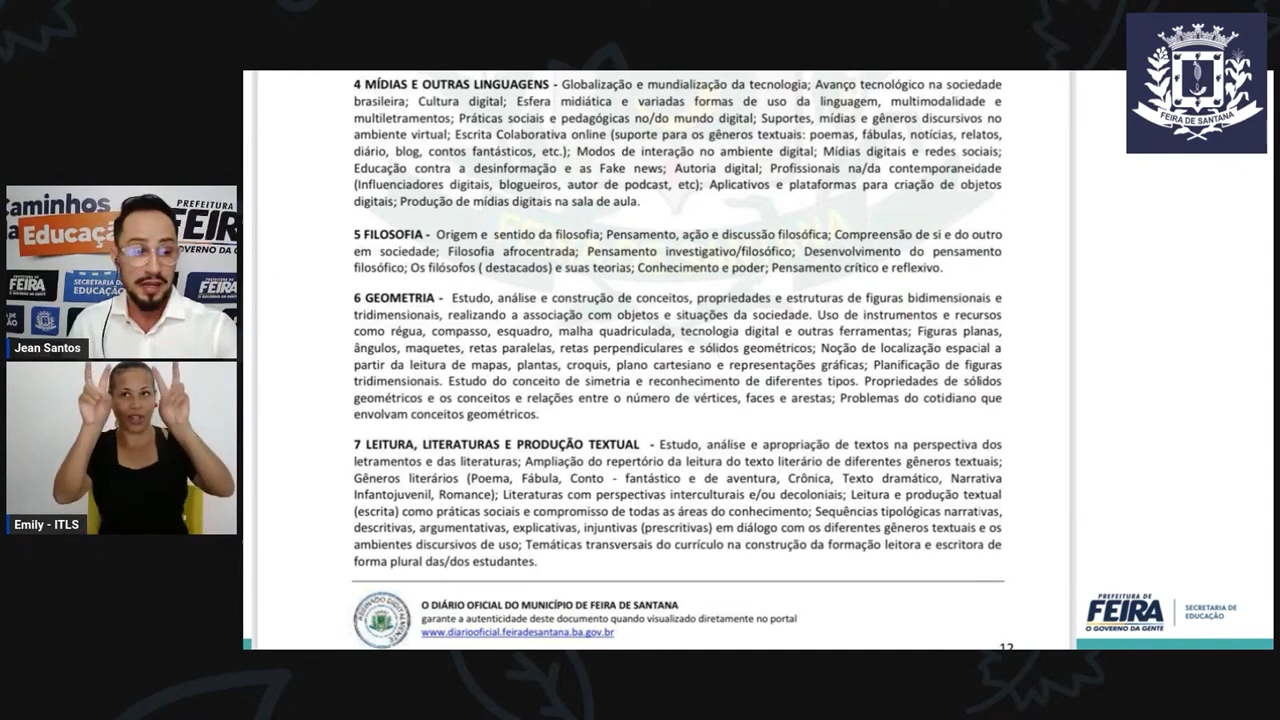 4 MÍDIAS E OUTRAS LINGUAGENS - Globalização e mundialização da tecnologia; Avanço tecnológico na sociedade
brasileira; Cultura digital; Esfera midiática e variadas formas de uso da linguagem, multimodalidade e
multiletramentos; Práticas sociais e pedagógicas no/do mundo digital; Suportes, mídias e gêneros discursivos no
ambiente virtual; Escrita Colaborativa online (suporte para os gêneros textuais: poemas, fábulas, notícias, relatos,
diário, blog, contos fantásticos, etc.); Modos de interação no ambiente digital; Mídias digitais e redes sociais;
Educação contra a desinformação e as Fake news; Autoria digital; Profissionais na/da contemporaneidade
(Influenciadores digitais, blogueiros, autor de podcast, etc); Aplicativos e plataformas para criação de objetos
digitais; Produção de mídias digitais na sala de aula.
5 FILOSOFIA - Origem e sentido da filosofia; Pensamento, ação e discussão filosófica; Compreensão de si e do outro
em sociedade; Filosofia afrocentrada; Pensamento investigativo/filosófico; Desenvolvimento do pensamento
filosófico; Os filósofos ( destacados) e suas teorias; Conhecimento e poder; Pensamento crítico e reflexivo.
6 GEOMETRIA - Estudo, análise e construção de conceitos, propriedades e estruturas de figuras bidimensionais e
tridimensionais, realizando a associação com objetos e situações da sociedade. Uso de instrumentos e recursos
como régua, compasso, esquadro, malha quadriculada, tecnologia digital e outras ferramentas; Figuras planas,
ângulos, maquetes, retas paralelas, retas perpendiculares e sólidos geométricos; Noção de localização espacial a
partir da leitura de mapas, plantas, croquis, plano cartesiano e representações gráficas; Planificação de figuras
tridimensionais. Estudo do conceito de simetria e reconhecimento de diferentes tipos. Propriedades de sólidos
geométricos e os conceitos e relações entre o número de vértices, faces e arestas; Problemas do cotidiano que
envolvam conceitos geométricos.
7 LEITURA, LITERATURAS E PRODUÇÃO TEXTUAL - Estudo, análise e apropriação de textos na perspectiva dos
letramentos e das literaturas; Ampliação do repertório da leitura do texto literário de diferentes gêneros textuais;
Gêneros literários (Poema, Fábula, Conto - fantástico e de aventura, Crônica, Texto dramático, Narrativa
Infantojuvenil, Romance); Literaturas com perspectivas interculturais e/ou decoloniais; Leitura e produção textual
(escrita) como práticas sociais e compromisso de todas as áreas do conhecimento; Sequências tipológicas narrativas,
descritivas, argumentativas, explicativas, injuntivas (prescritivas) em diálogo com os diferentes gêneros textuais e os
ambientes discursivos de uso; Temáticas transversais do currículo na construção da formação leitora e escritora de
forma plural das/dos estudantes.
ASSINADO DIGITALMENTE
O DIÁRIO OFICIAL DO MUNICÍPIO DE FEIRA DE SANTANA
garante a autenticidade deste documento quando visualizado diretamente no portal
www.diariooficial.feiradesantana.ba.gov.br
12
FEIRA DE SANTANA
PREFEITURA DE
FEIRA
O GOVERNO DA GENTE
SECRETARIA DE
EDUCAÇÃO
Caminhos
da Educaç
PREFEITURA
FEIRA
OVERNO DA GEN
FEIRA
SECRETARIA DE
EDUCAÇÃO
FEIRA
Jean Santos
Emily - ITLS